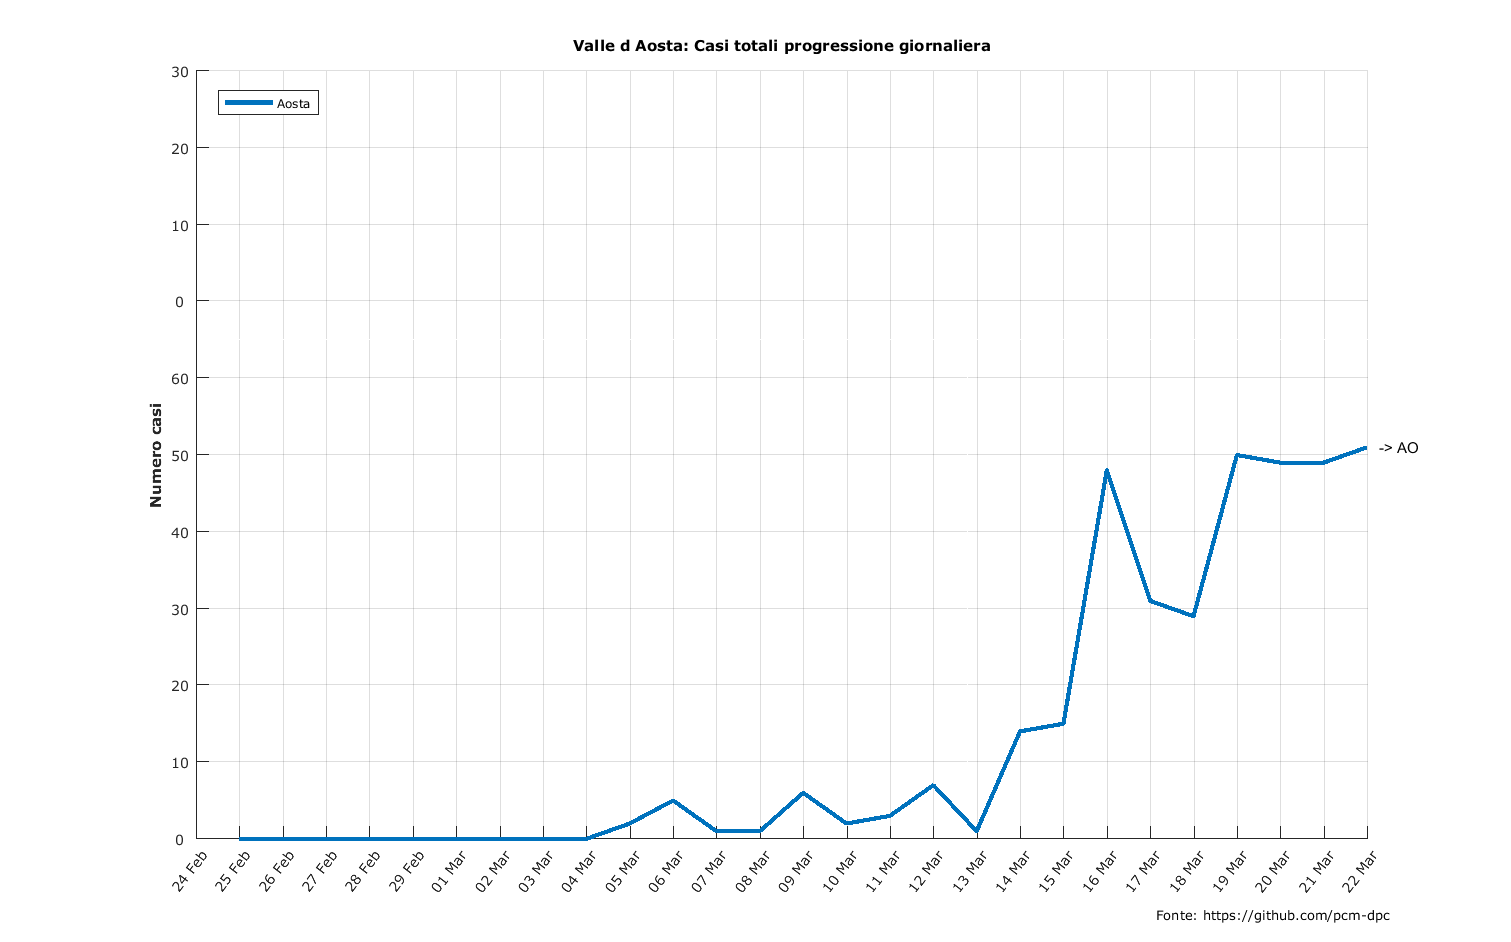 Valle d Aosta: Casi totali progressione giornaliera
Aosta
30
20
10
0
60
50
40
30
20
10
0
Numero casi
-> AO
24 Feb
25 Feb
26 Feb
27 Feb
28 Feb
29 Feb
01 Mar
02 Mar
03 Mar
04 Mar
05 Mar
06 Mar
07 Mar
08 Mar
09 Mar
10 Mar
11 Mar
12 Mar
13 Mar
14 Mar
15 Mar
16 Mar
17 Mar
18 Mar
19 Mar
20 Mar
21 Mar
22 Mar
Fonte: https://github.com/pcm-dpc